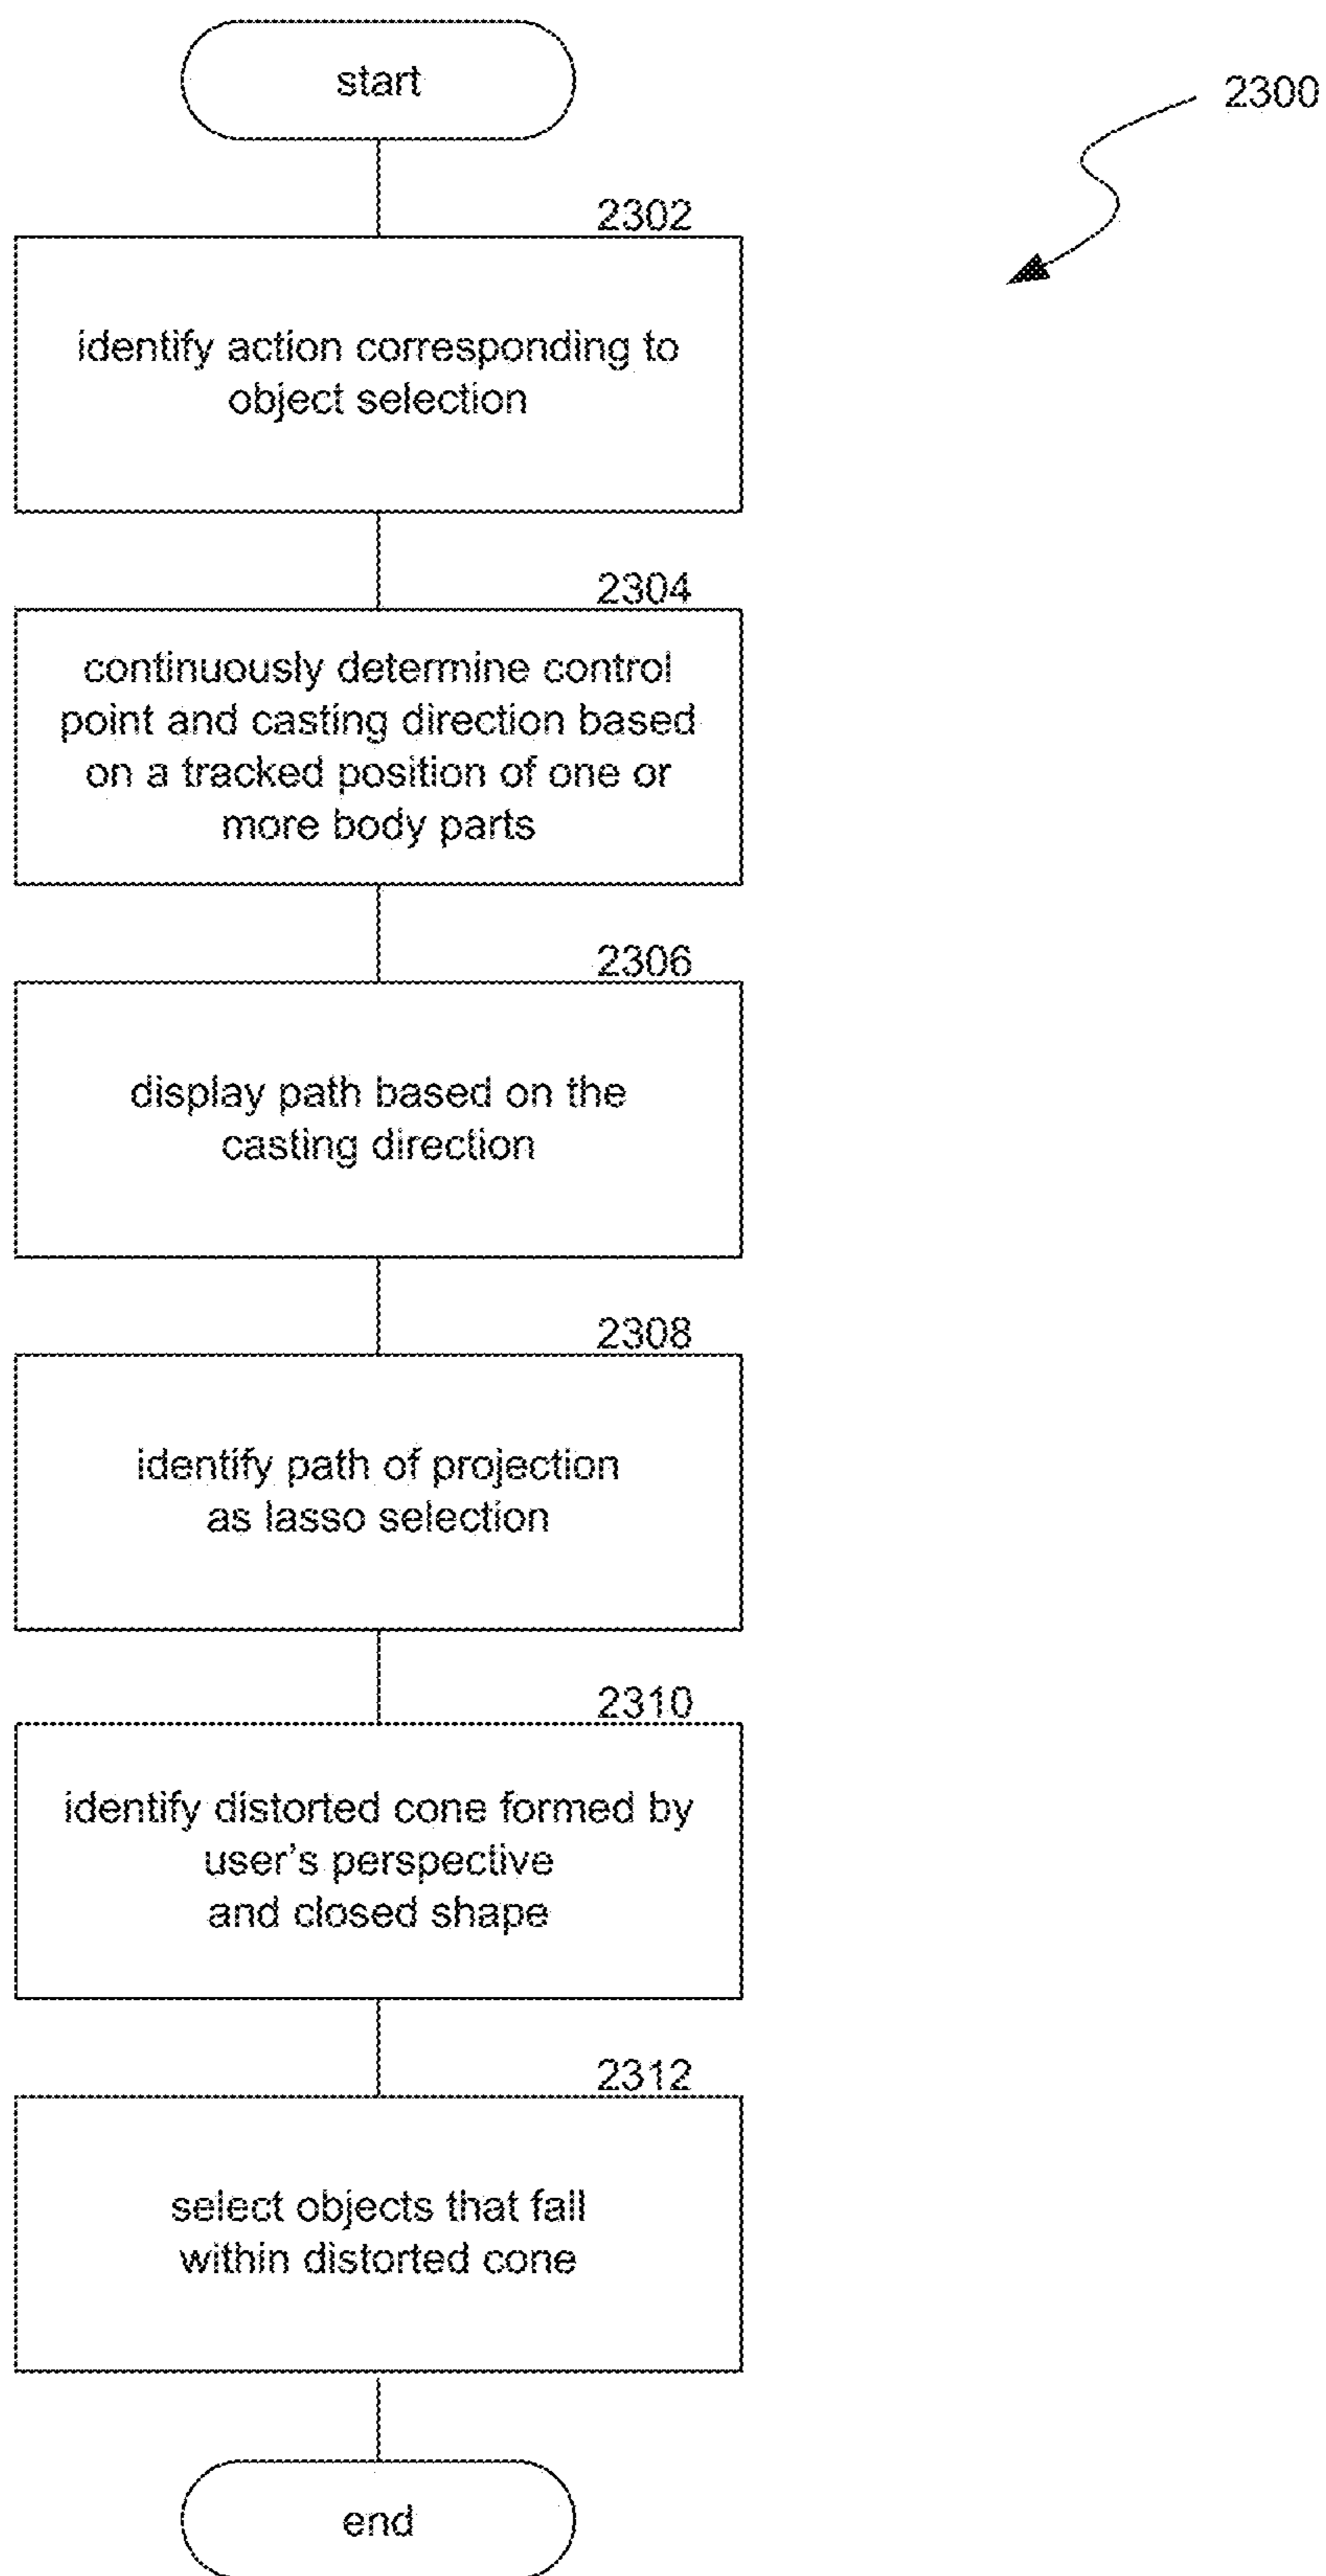 start
2300
2302
identify action corresponding to
object selection
2304
continuously determine control
point and casting direction based
on a tracked position of one or
more body parts
2306
display path based on the
casting direction
2308
identify path of projection
as lasso selection
2310
identify distorted cone formed by
user's perspective
and closed shape
2312
select objects that fall
within distorted cone
end